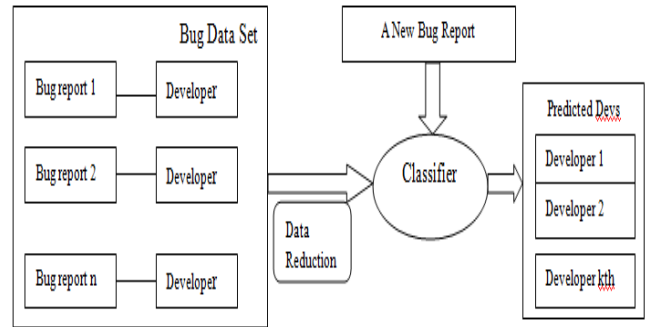 Bug Data Set
Bug report 1
Developer
Bug report 2
Developer
Bug report n
Developer
Data
Reduction
A New Bug Report
Classifier
Predicted Devs
Developer 1
Developer 2
Developer kth